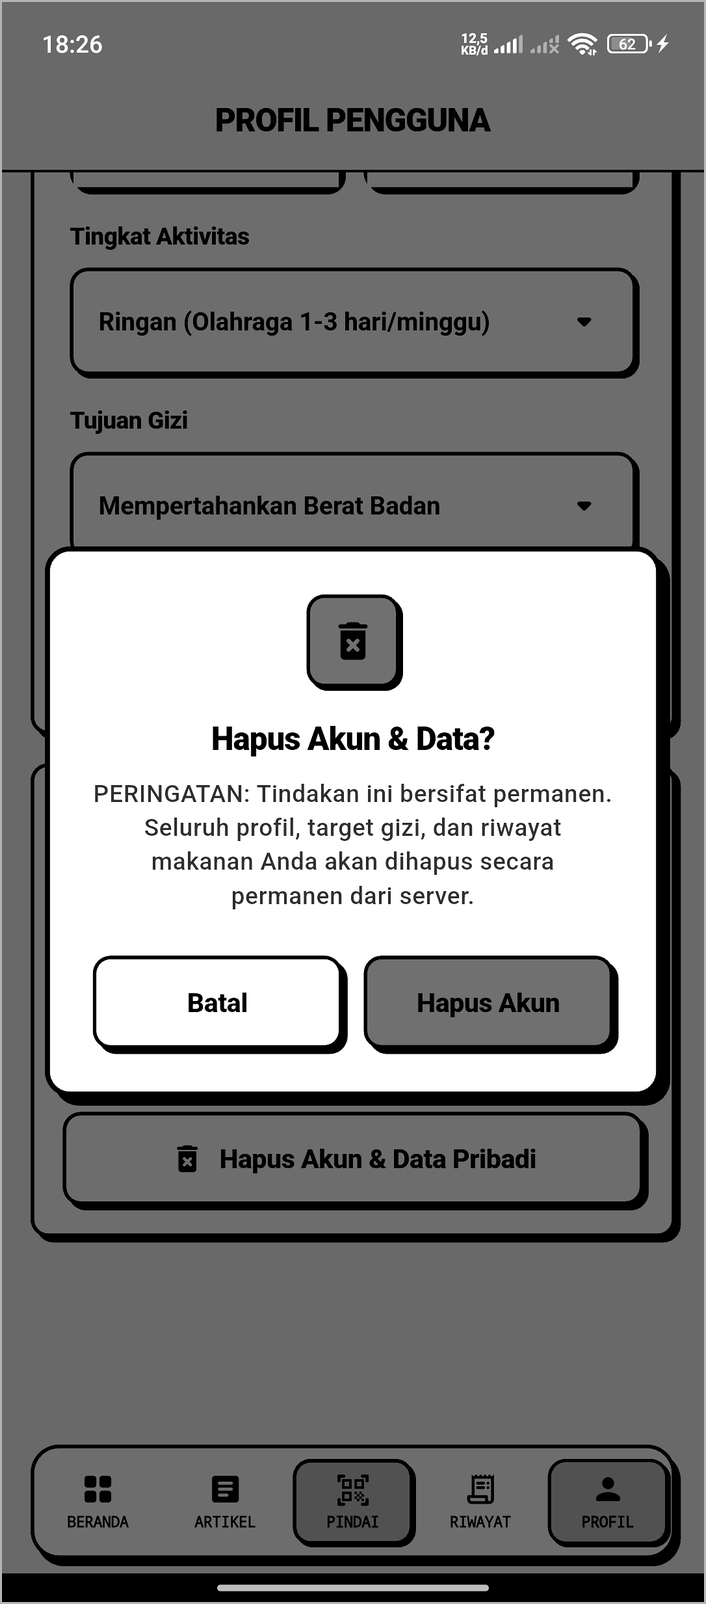 18:26
12,5
KB/d
62
PROFIL PENGGUNA
Tingkat Aktivitas
Ringan (Olahraga 1-3 hari/minggu)
Tujuan Gizi
Mempertahankan Berat Badan
Hapus Akun & Data?
PERINGATAN: Tindakan ini bersifat permanen.
Seluruh profil, target gizi, dan riwayat
makanan Anda akan dihapus secara
permanen dari server.
Batal
Hapus Akun
Hapus Akun & Data Pribadi
BERANDA
ARTIKEL
PINDAI
RIWAYAT
PROFIL